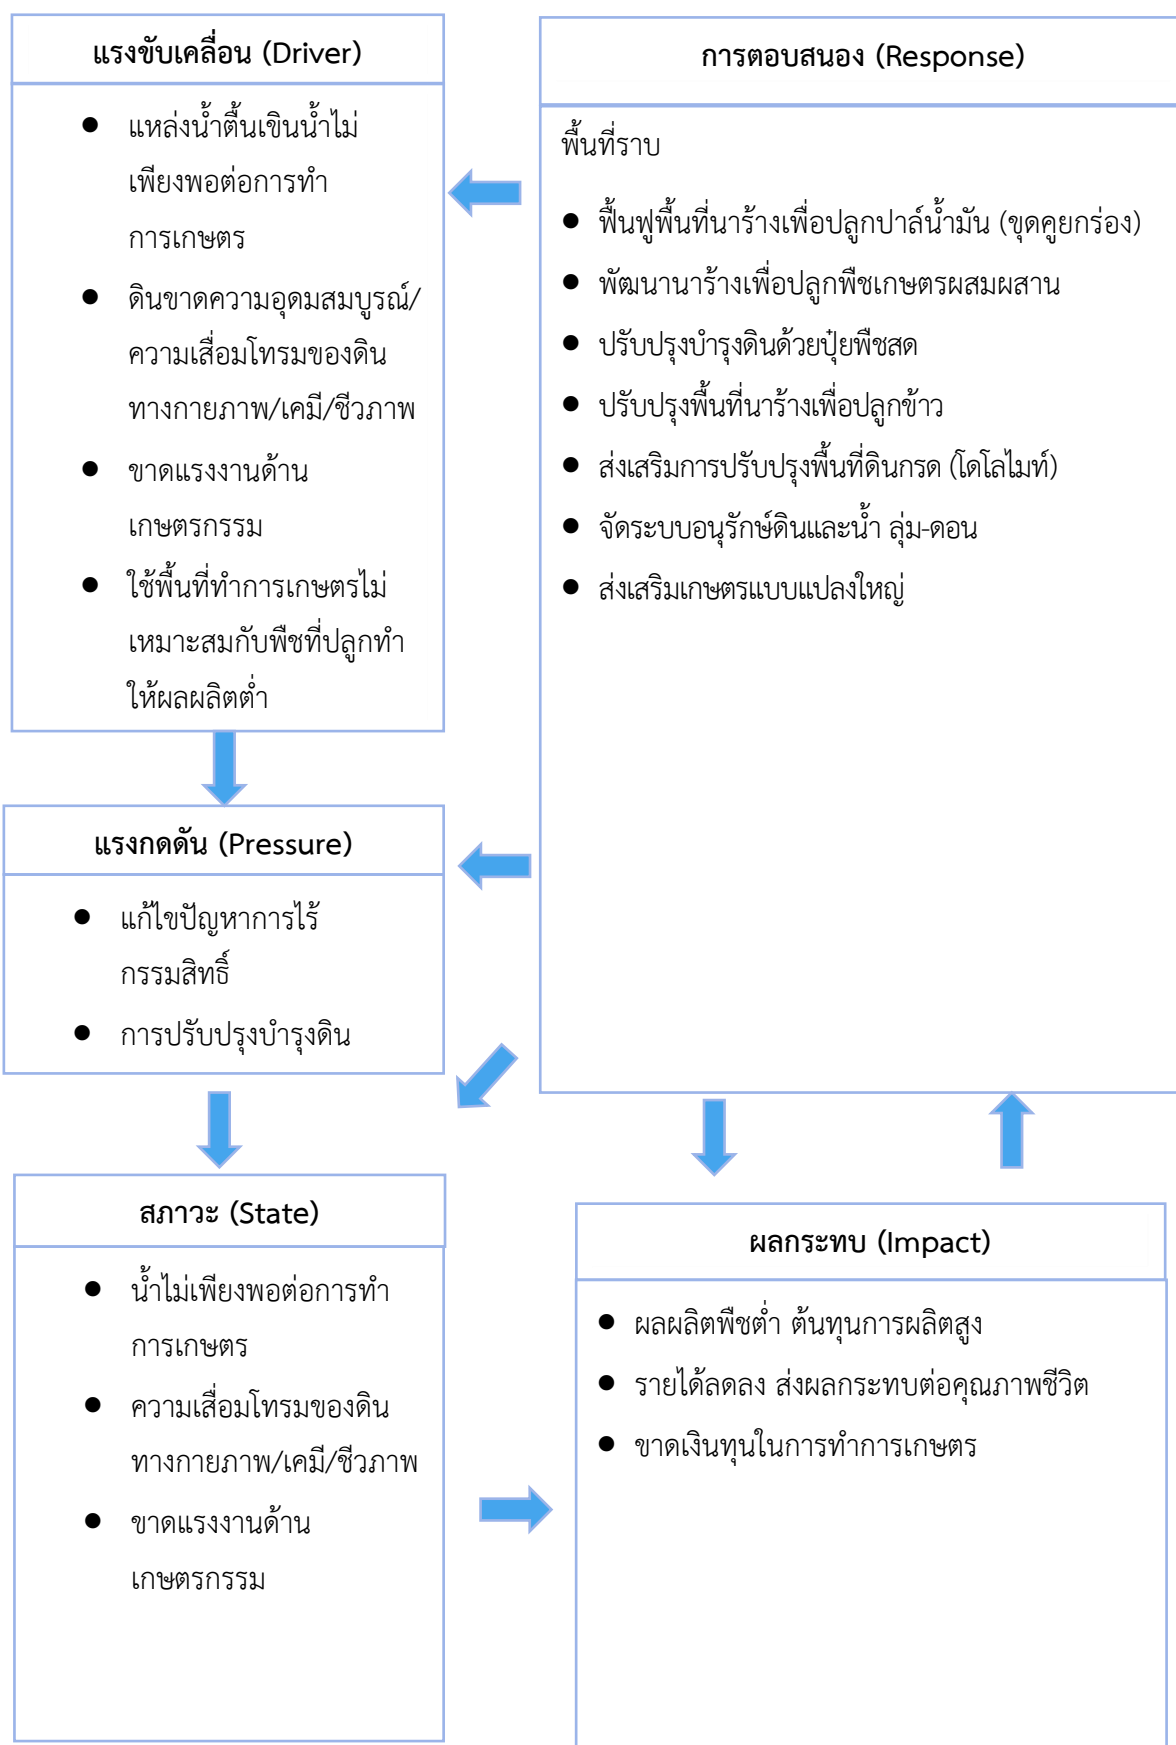 แรงขับเคลื่อน (Driver)
● แหล่งน้ำตื้นเขินน้ำไม่
เพียงพอต่อการทำ
การเกษตร
● ดินขาดความอุดมสมบูรณ์/
ความเสื่อมโทรมของดิน
ทางกายภาพ/เคมี/ชีวภาพ
● ขาดแรงงานด้าน
เกษตรกรรม
● ใช้พื้นที่ทำการเกษตรไม่
เหมาะสมกับพืชที่ปลูกทำ
ให้ผลผลิตต่ำ
การตอบสนอง (Response)
พื้นที่ราบ
● ฟื้นฟูพื้นที่นาร้างเพื่อปลูกปาล์น้ำมัน (ขุดคูยกร่อง)
● พัฒนานาร้างเพื่อปลูกพืชเกษตรผสมผสาน
● ปรับปรุงบำรุงดินด้วยปุ๋ยพืชสด
● ปรับปรุงพื้นที่นาร้างเพื่อปลูกข้าว
● ส่งเสริมการปรับปรุงพื้นที่ดินกรด (โดโลไมท์)
● จัดระบบอนุรักษ์ดินและน้ำ ลุ่ม-ดอน
● ส่งเสริมเกษตรแบบแปลงใหญ่
แรงกดดัน (Pressure)
● แก้ไขปัญหาการไร้
กรรมสิทธิ์
● การปรับปรุงบำรุงดิน
สภาวะ (State)
● น้ำไม่เพียงพอต่อการทำ
การเกษตร
● ความเสื่อมโทรมของดิน
ทางกายภาพ/เคมี/ชีวภาพ
● ขาดแรงงานด้าน
เกษตรกรรม
ผลกระทบ (Impact)
● ผลผลิตพืชต่ำ ต้นทุนการผลิตสูง
● รายได้ลดลง ส่งผลกระทบต่อคุณภาพชีวิต
● ขาดเงินทุนในการทำการเกษตร